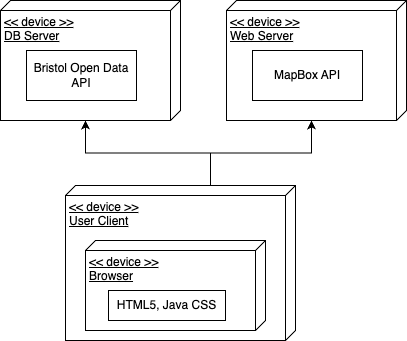 << device >>
DB Server
Bristol Open Data
API
<< device >>
Web Server
MapBox API
<< device >>
User Client
<< device >>
Browser
HTML5, Java CSS